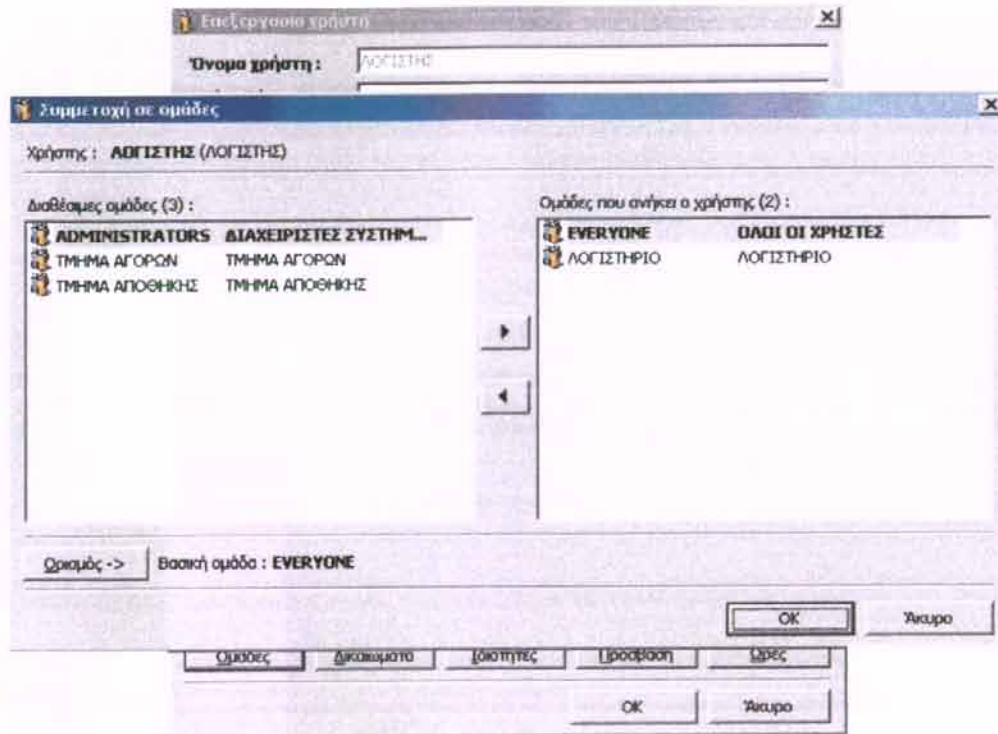 Επεξεργασία χρήστη
Όνομα χρήστη : ΛΟΓΙΣΤΗΣ
Συμμετοχή σε ομάδες
Χρήστης : ΛΟΓΙΣΤΗΣ (ΛΟΓΙΣΤΗΣ)
Διαθέσιμες ομάδες (3) :
ADMINISTRATORS ΔΙΑΧΕΙΡΙΣΤΕΣ ΣΥΣΤΗΜ...
ΤΜΗΜΑ ΑΓΟΡΩΝ ΤΜΗΜΑ ΑΓΟΡΩΝ
ΤΜΗΜΑ ΑΠΟΘΗΚΗΣ ΤΜΗΜΑ ΑΠΟΘΗΚΗΣ
Ομάδες που ανήκει ο χρήστης (2) :
EVERYONE ΟΛΟΙ ΟΙ ΧΡΗΣΤΕΣ
ΛΟΓΙΣΤΗΡΙΟ ΛΟΓΙΣΤΗΡΙΟ
Ορισμός -> Βασική ομάδα : EVERYONE
OK Άκυρο
Ομάδες Δικαιώματα Ιδιότητες Πρόσβαση Ώρες
OK Άκυρο